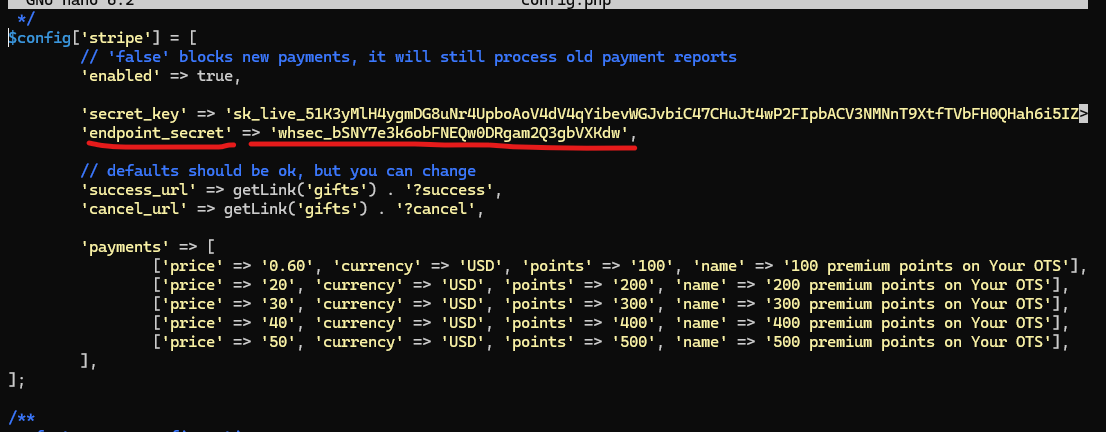 GNU nano 8.2 config.php
*/
$config['stripe'] = [
// 'false' blocks new payments, it will still process old payment reports
'enabled' => true,
'secret_key' => 'sk_live_51K3yMlH4ygmDG8uNr4UpboAoV4dV4qYibevWGJvbiC47CHuJt4wP2FIpbACV3NMNnT9XtfTVbFH0QHah6i5IZ>
'endpoint_secret' => 'whsec_bSNY7e3k6obFNEQw0DRgam2Q3gbVXKdw',
// defaults should be ok, but you can change
'success_url' => getLink('gifts') . '?success',
'cancel_url' => getLink('gifts') . '?cancel',
'payments' => [
['price' => '0.60', 'currency' => 'USD', 'points' => '100', 'name' => '100 premium points on Your OTS'],
['price' => '20', 'currency' => 'USD', 'points' => '200', 'name' => '200 premium points on Your OTS'],
['price' => '30', 'currency' => 'USD', 'points' => '300', 'name' => '300 premium points on Your OTS'],
['price' => '40', 'currency' => 'USD', 'points' => '400', 'name' => '400 premium points on Your OTS'],
['price' => '50', 'currency' => 'USD', 'points' => '500', 'name' => '500 premium points on Your OTS'],
],
];
/**